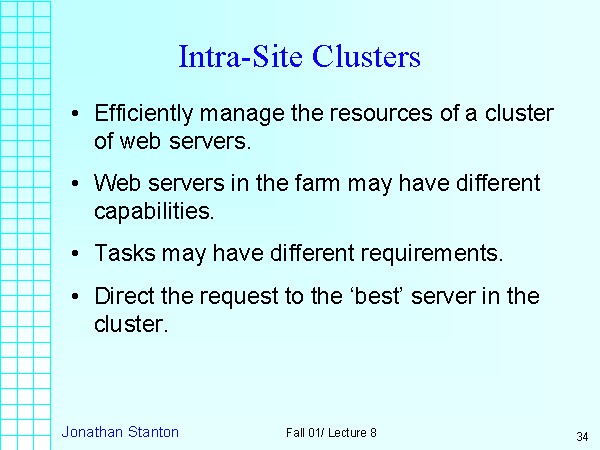 Intra-Site Clusters
• Efficiently manage the resources of a cluster
of web servers.
• Web servers in the farm may have different
capabilities.
• Tasks may have different requirements.
• Direct the request to the ‘best’ server in the
cluster.
Jonathan Stanton
Fall 01/ Lecture 8
34